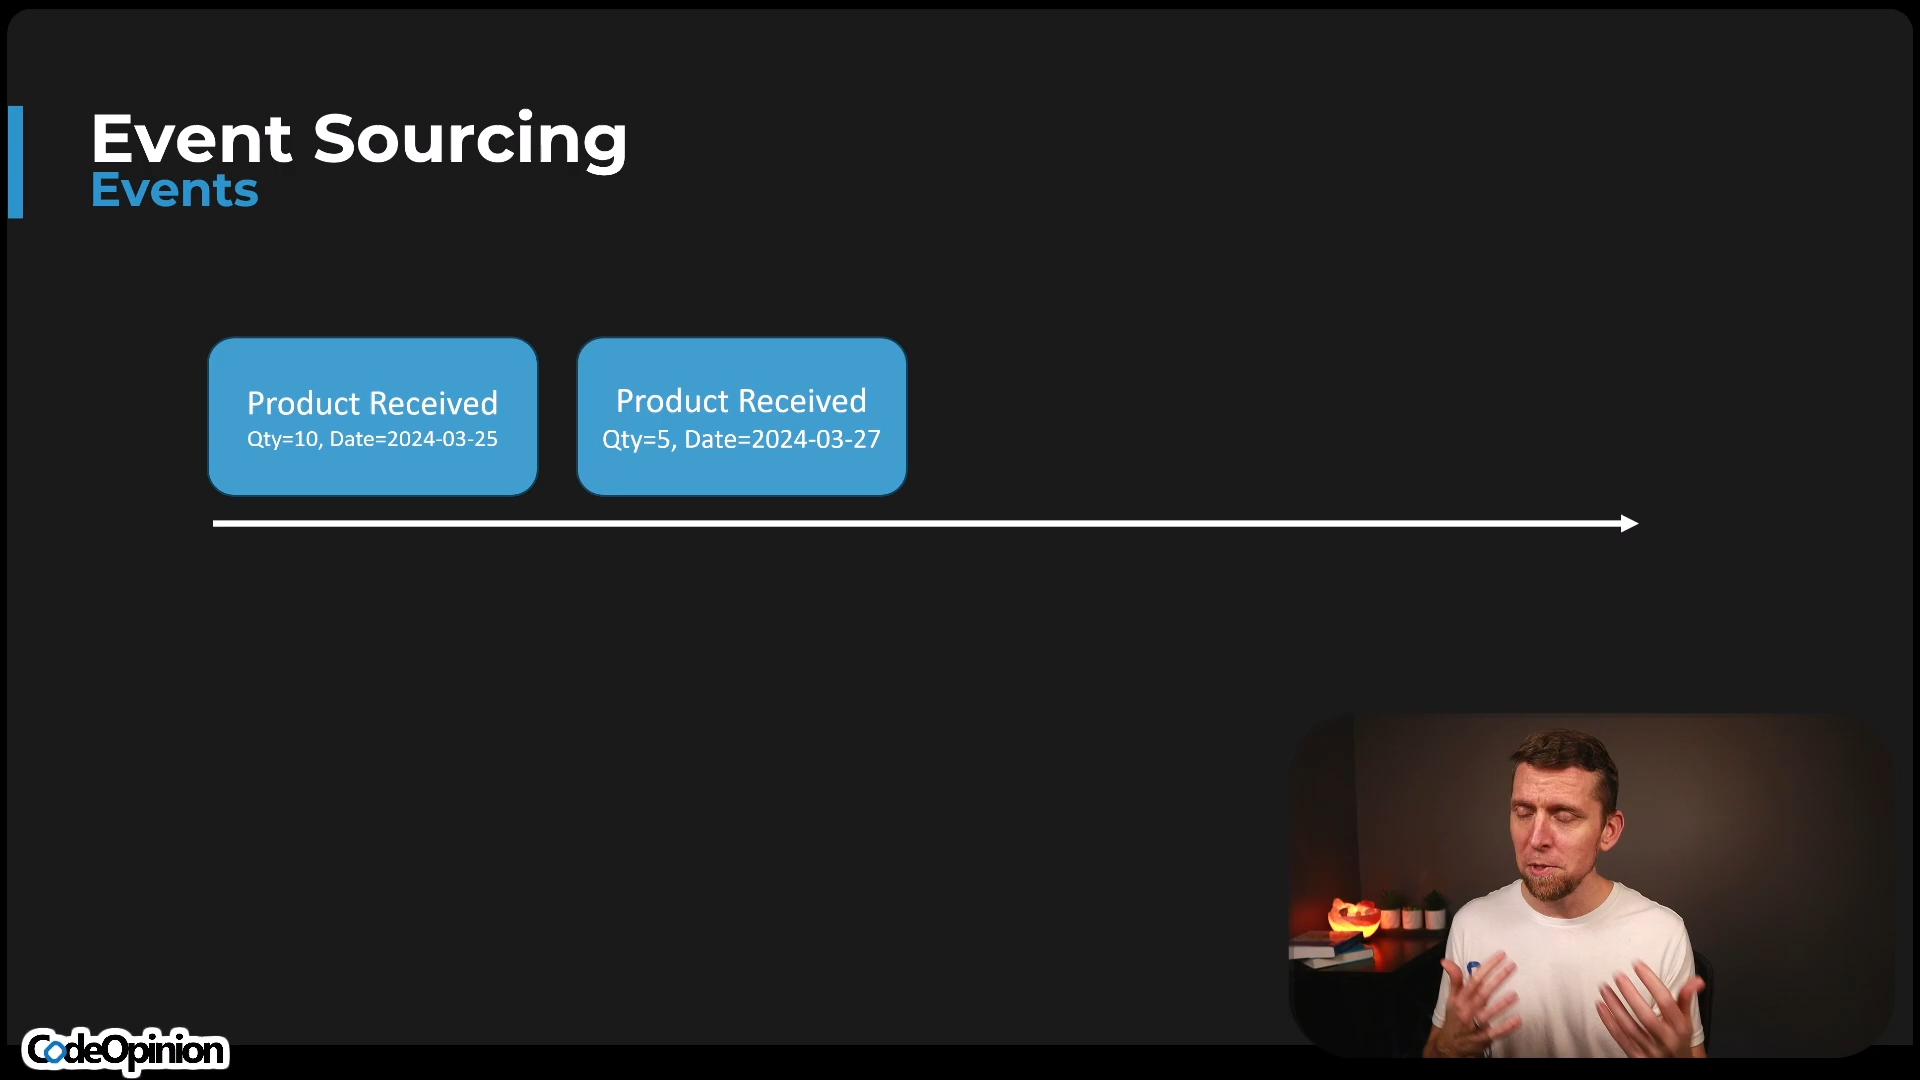 Event Sourcing
Events
Product Received
Qty=10, Date=2024-03-25
Product Received
Qty=5, Date=2024-03-27
CodeOpinion